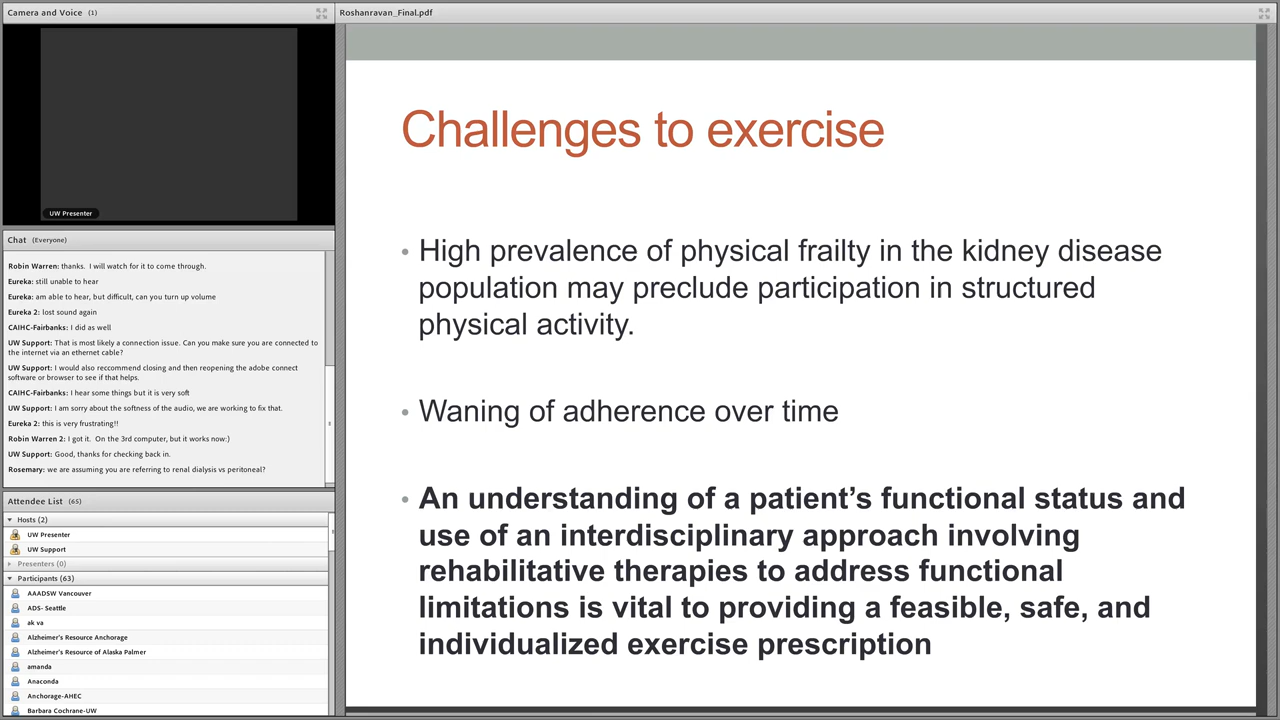 Camera and Voice (1)
UW Presenter
Chat (Everyone)
Robin Warren: thanks. I will watch for it to come through.
Eureka: still unable to hear
Eureka: am able to hear, but difficult, can you turn up volume
Eureka 2: lost sound again
CAIHC-Fairbanks: I did as well
UW Support: That is most likely a connection issue. Can you make sure you are connected to
the internet via an ethernet cable?
UW Support: I would also reccommend closing and then reopening the adobe connect
software or browser to see if that helps.
CAIHC-Fairbanks: I hear some things but it is very soft
UW Support: I am sorry about the softness of the audio, we are working to fix that.
Eureka 2: this is very frustrating!!
Robin Warren 2: I got it. On the 3rd computer, but it works now:)
UW Support: Good, thanks for checking back in.
Rosemary: we are assuming you are referring to renal dialysis vs peritoneal?
Attendee List (65)
Hosts (2)
UW Presenter
UW Support
Presenters (0)
Participants (63)
AAADSW Vancouver
ADS- Seattle
ak va
Alzheimer's Resource Anchorage
Alzheimer's Resource of Alaska Palmer
amanda
Anaconda
Anchorage-AHEC
Barbara Cochrane-UW
Roshanravan_Final.pdf
Challenges to exercise
• High prevalence of physical frailty in the kidney disease
population may preclude participation in structured
physical activity.
• Waning of adherence over time
• An understanding of a patient’s functional status and
use of an interdisciplinary approach involving
rehabilitative therapies to address functional
limitations is vital to providing a feasible, safe, and
individualized exercise prescription